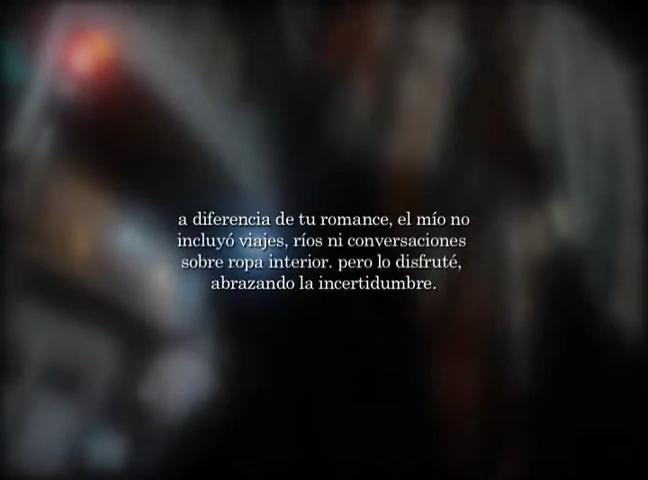 a diferencia de tu romance, el mío no
incluyó viajes, ríos ni conversaciones
sobre ropa interior. pero lo disfruté,
abrazando la incertidumbre.